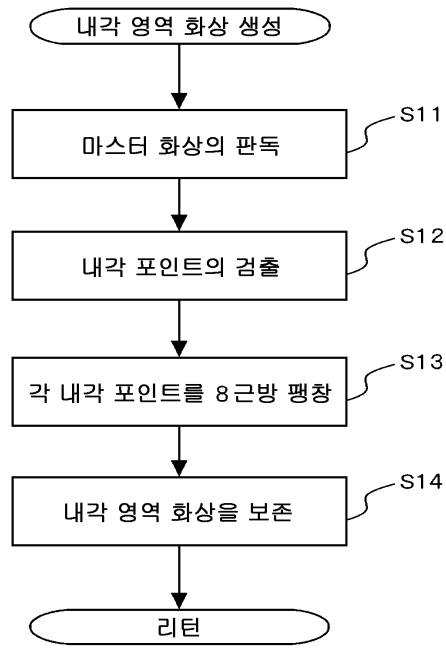 내각 영역 화상 생성
마스터 화상의 판독
S11
내각 포인트의 검출
S12
각 내각 포인트를 8근방 팽창
S13
내각 영역 화상을 보존
S14
리턴